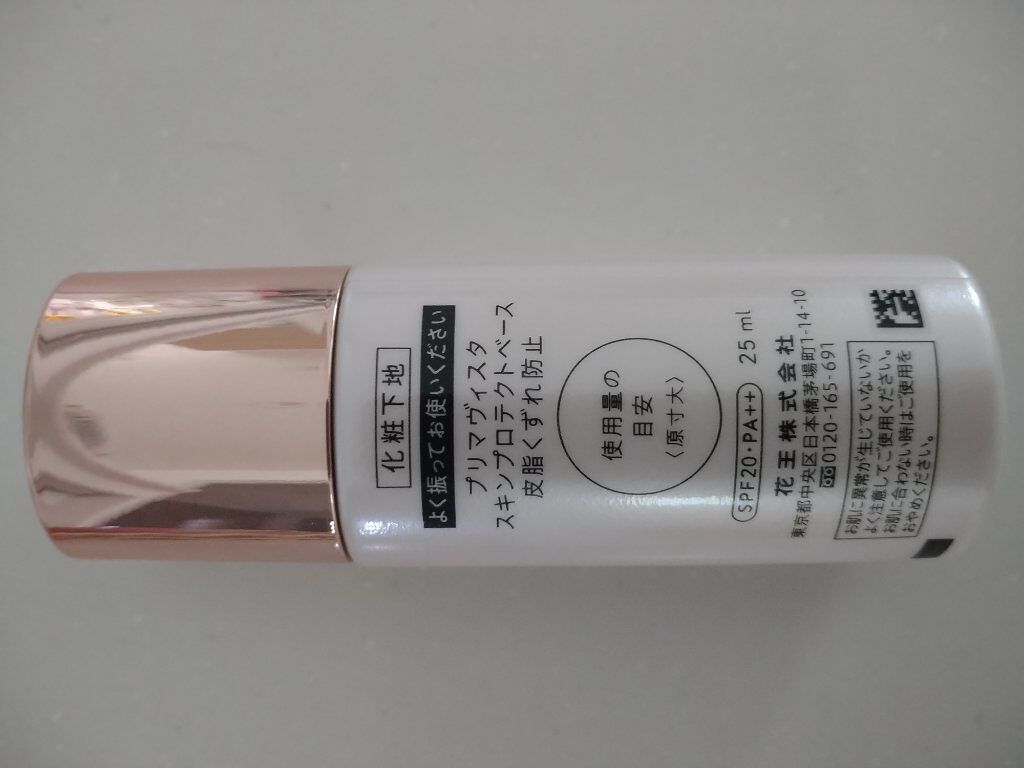 化粧下地
よく振ってお使いください
プリマヴィスタ
スキンプロテクトベース
皮脂くずれ防止
使用量の
目安
〈原寸大〉
SPF20・PA++ 25 ml
花王株式会社
東京都中央区日本橋茅場町1-14-10
☎0120-165-691
お肌に異常が生じていないか
よく注意してご使用ください。
お肌に合わない時はご使用を
おやめください。